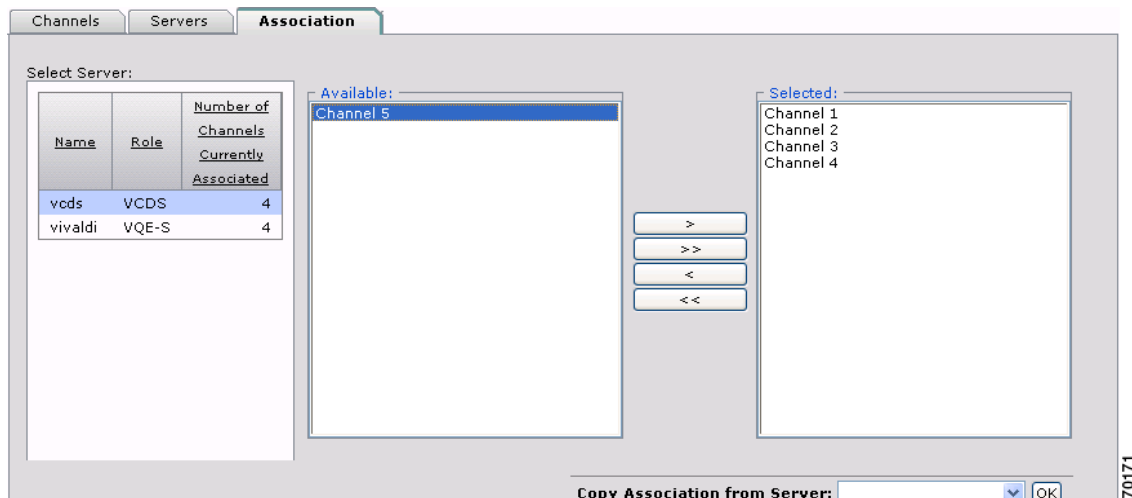 Channels
Servers
Association
Select Server:
Name
Role
Number of
Channels
Currently
Associated
vcds VCDS 4
vivaldi VQE-S 4
Available:
Channel 5
>
>>
<
<<
Selected:
Channel 1
Channel 2
Channel 3
Channel 4
Copy Association from Server:
OK
70171